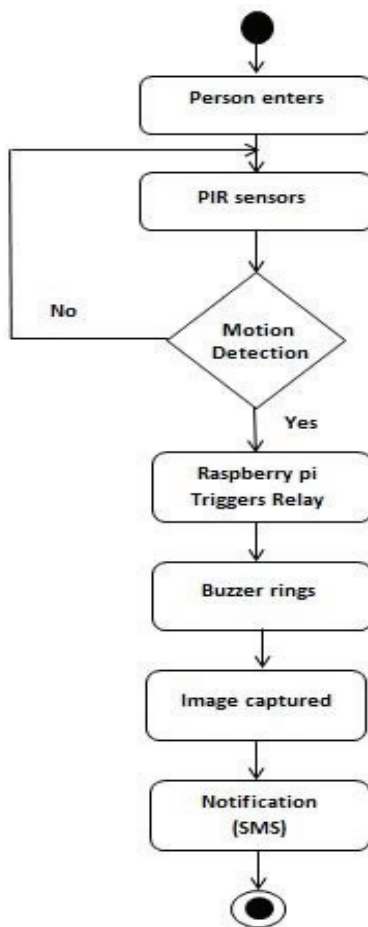 Person enters
PIR sensors
No
Motion
Detection
Yes
Raspberry pi
Triggers Relay
Buzzer rings
Image captured
Notification
(SMS)